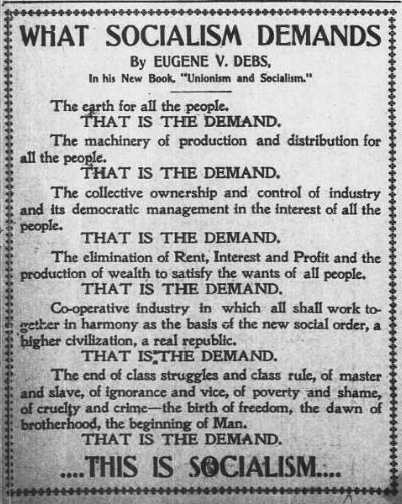 WHAT SOCIALISM DEMANDS
By EUGENE V. DEBS,
In his New Book, "Unionism and Socialism."
The earth for all the people.
THAT IS THE DEMAND.
The machinery of production and distribution for
all the people.
THAT IS THE DEMAND.
The collective ownership and control of industry
and its democratic management in the interest of all the
people.
THAT IS THE DEMAND.
The elimination of Rent, Interest and Profit and the
production of wealth to satisfy the wants of all people.
THAT IS THE DEMAND.
Co-operative industry in which all shall work to-
gether in harmony as the basis of the new social order, a
higher civilization, a real republic.
THAT IS THE DEMAND.
The end of class struggles and class rule, of master
and slave, of ignorance and vice, of poverty and shame,
of cruelty and crime—the birth of freedom, the dawn of
brotherhood, the beginning of Man.
THAT IS THE DEMAND.
....THIS IS SOCIALISM....